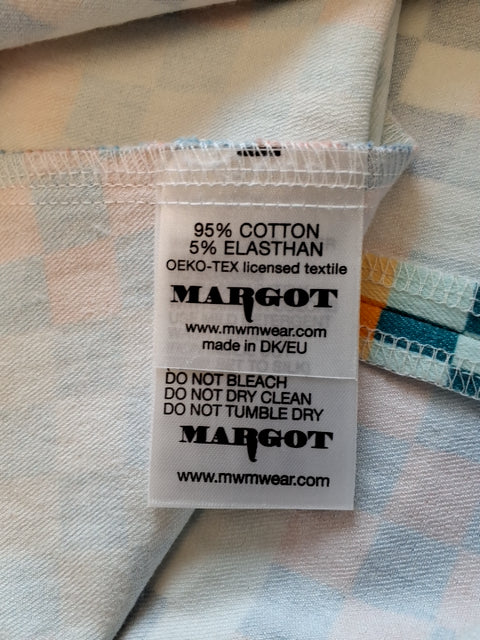 95% COTTON
5% ELASTHAN
OEKO-TEX licensed textile
MARGOT
www.mwmwear.com
made in DK/EU
DO NOT BLEACH
DO NOT DRY CLEAN
DO NOT TUMBLE DRY
MARGOT
www.mwmwear.com